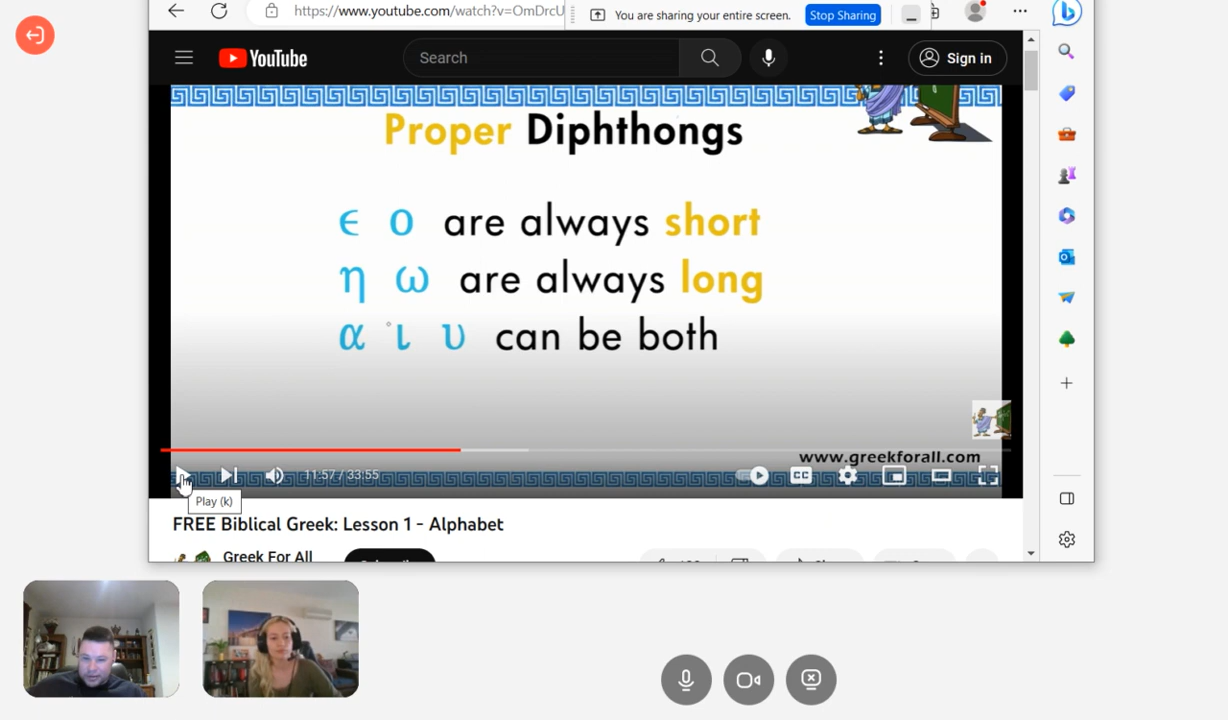 https://www.youtube.com/watch?v=OmDrcU
You are sharing your entire screen.
Stop Sharing
YouTube
Search
Sign in
Proper Diphthongs
ϵ ο are always short
η ω are always long
α ι υ can be both
www.greekforall.com
11:57 / 33:55
CC
Play (k)
FREE Biblical Greek: Lesson 1 - Alphabet
Greek For All